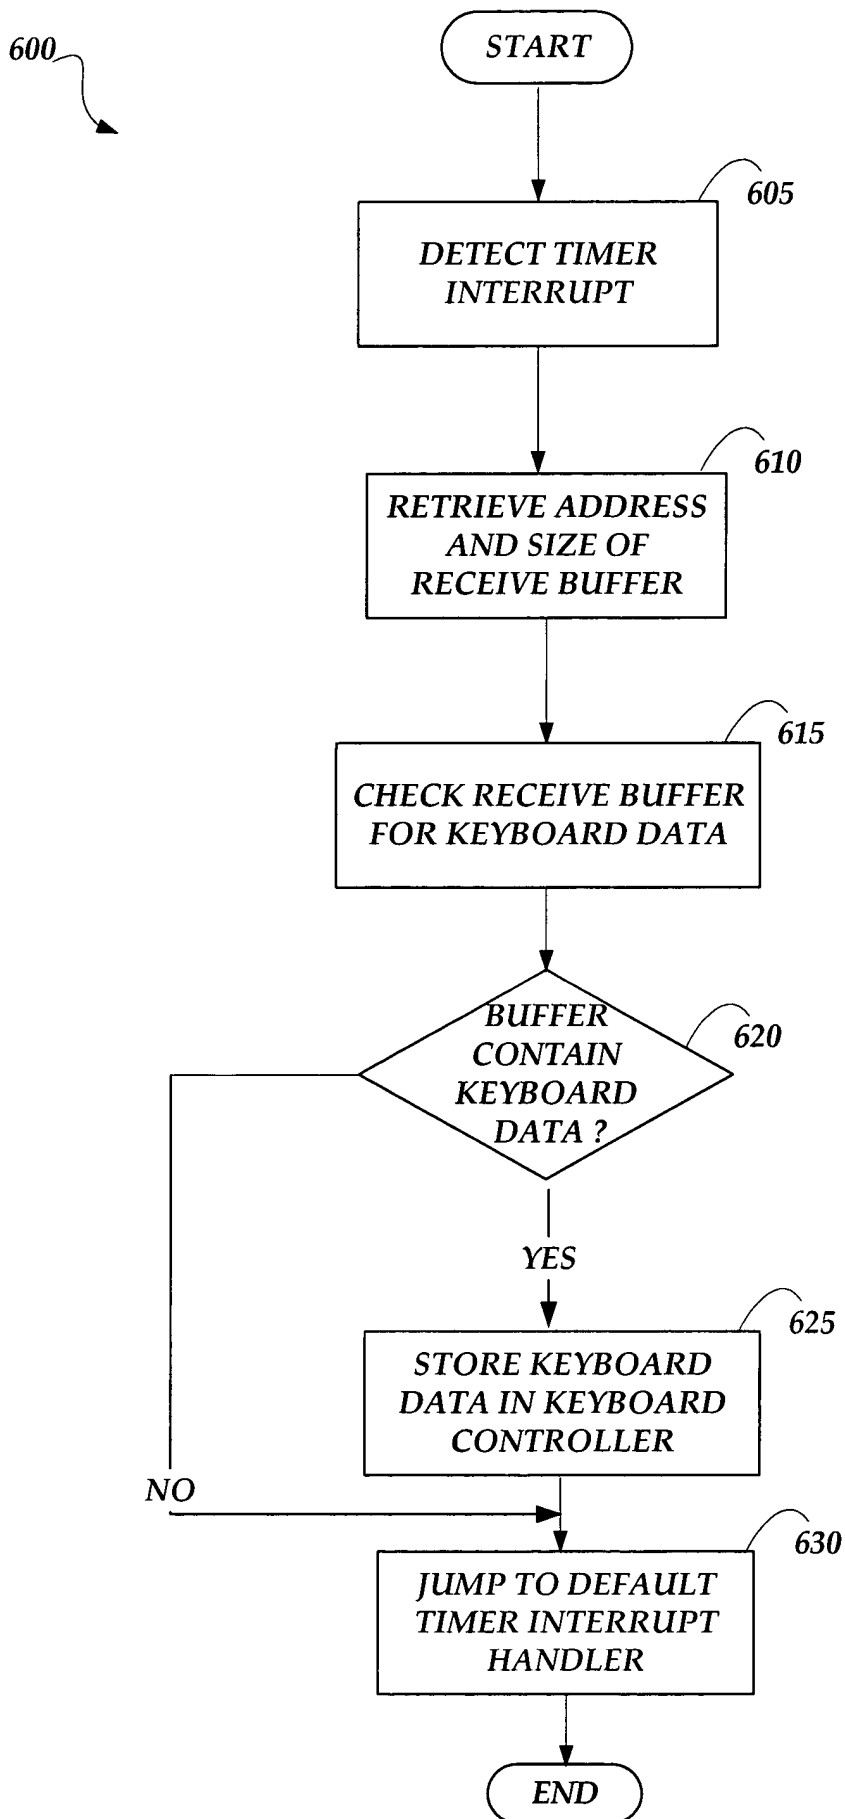 600
START
605
DETECT TIMER
INTERRUPT
610
RETRIEVE ADDRESS
AND SIZE OF
RECEIVE BUFFER
615
CHECK RECEIVE BUFFER
FOR KEYBOARD DATA
620
BUFFER
CONTAIN
KEYBOARD
DATA ?
YES
625
STORE KEYBOARD
DATA IN KEYBOARD
CONTROLLER
NO
630
JUMP TO DEFAULT
TIMER INTERRUPT
HANDLER
END